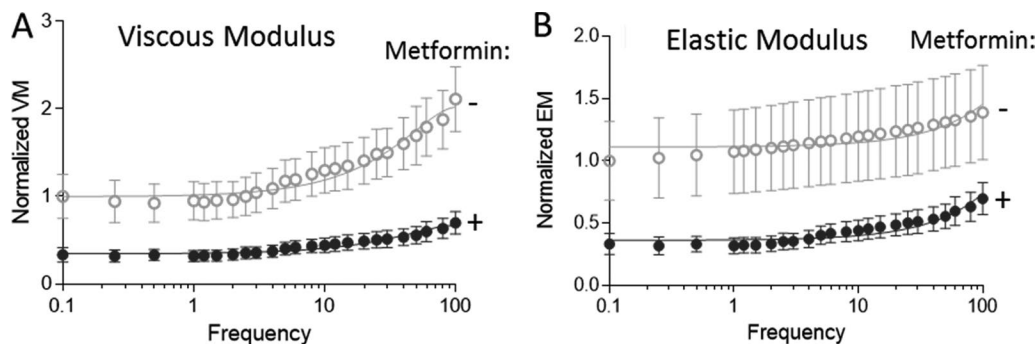 A
Viscous Modulus
Metformin:
Normalized VM
3
2
1
0
-
+
0.1
1
10
100
Frequency
B
Elastic Modulus
Metformin:
Normalized EM
2.0
1.5
1.0
0.5
0
-
+
0.1
1
10
100
Frequency